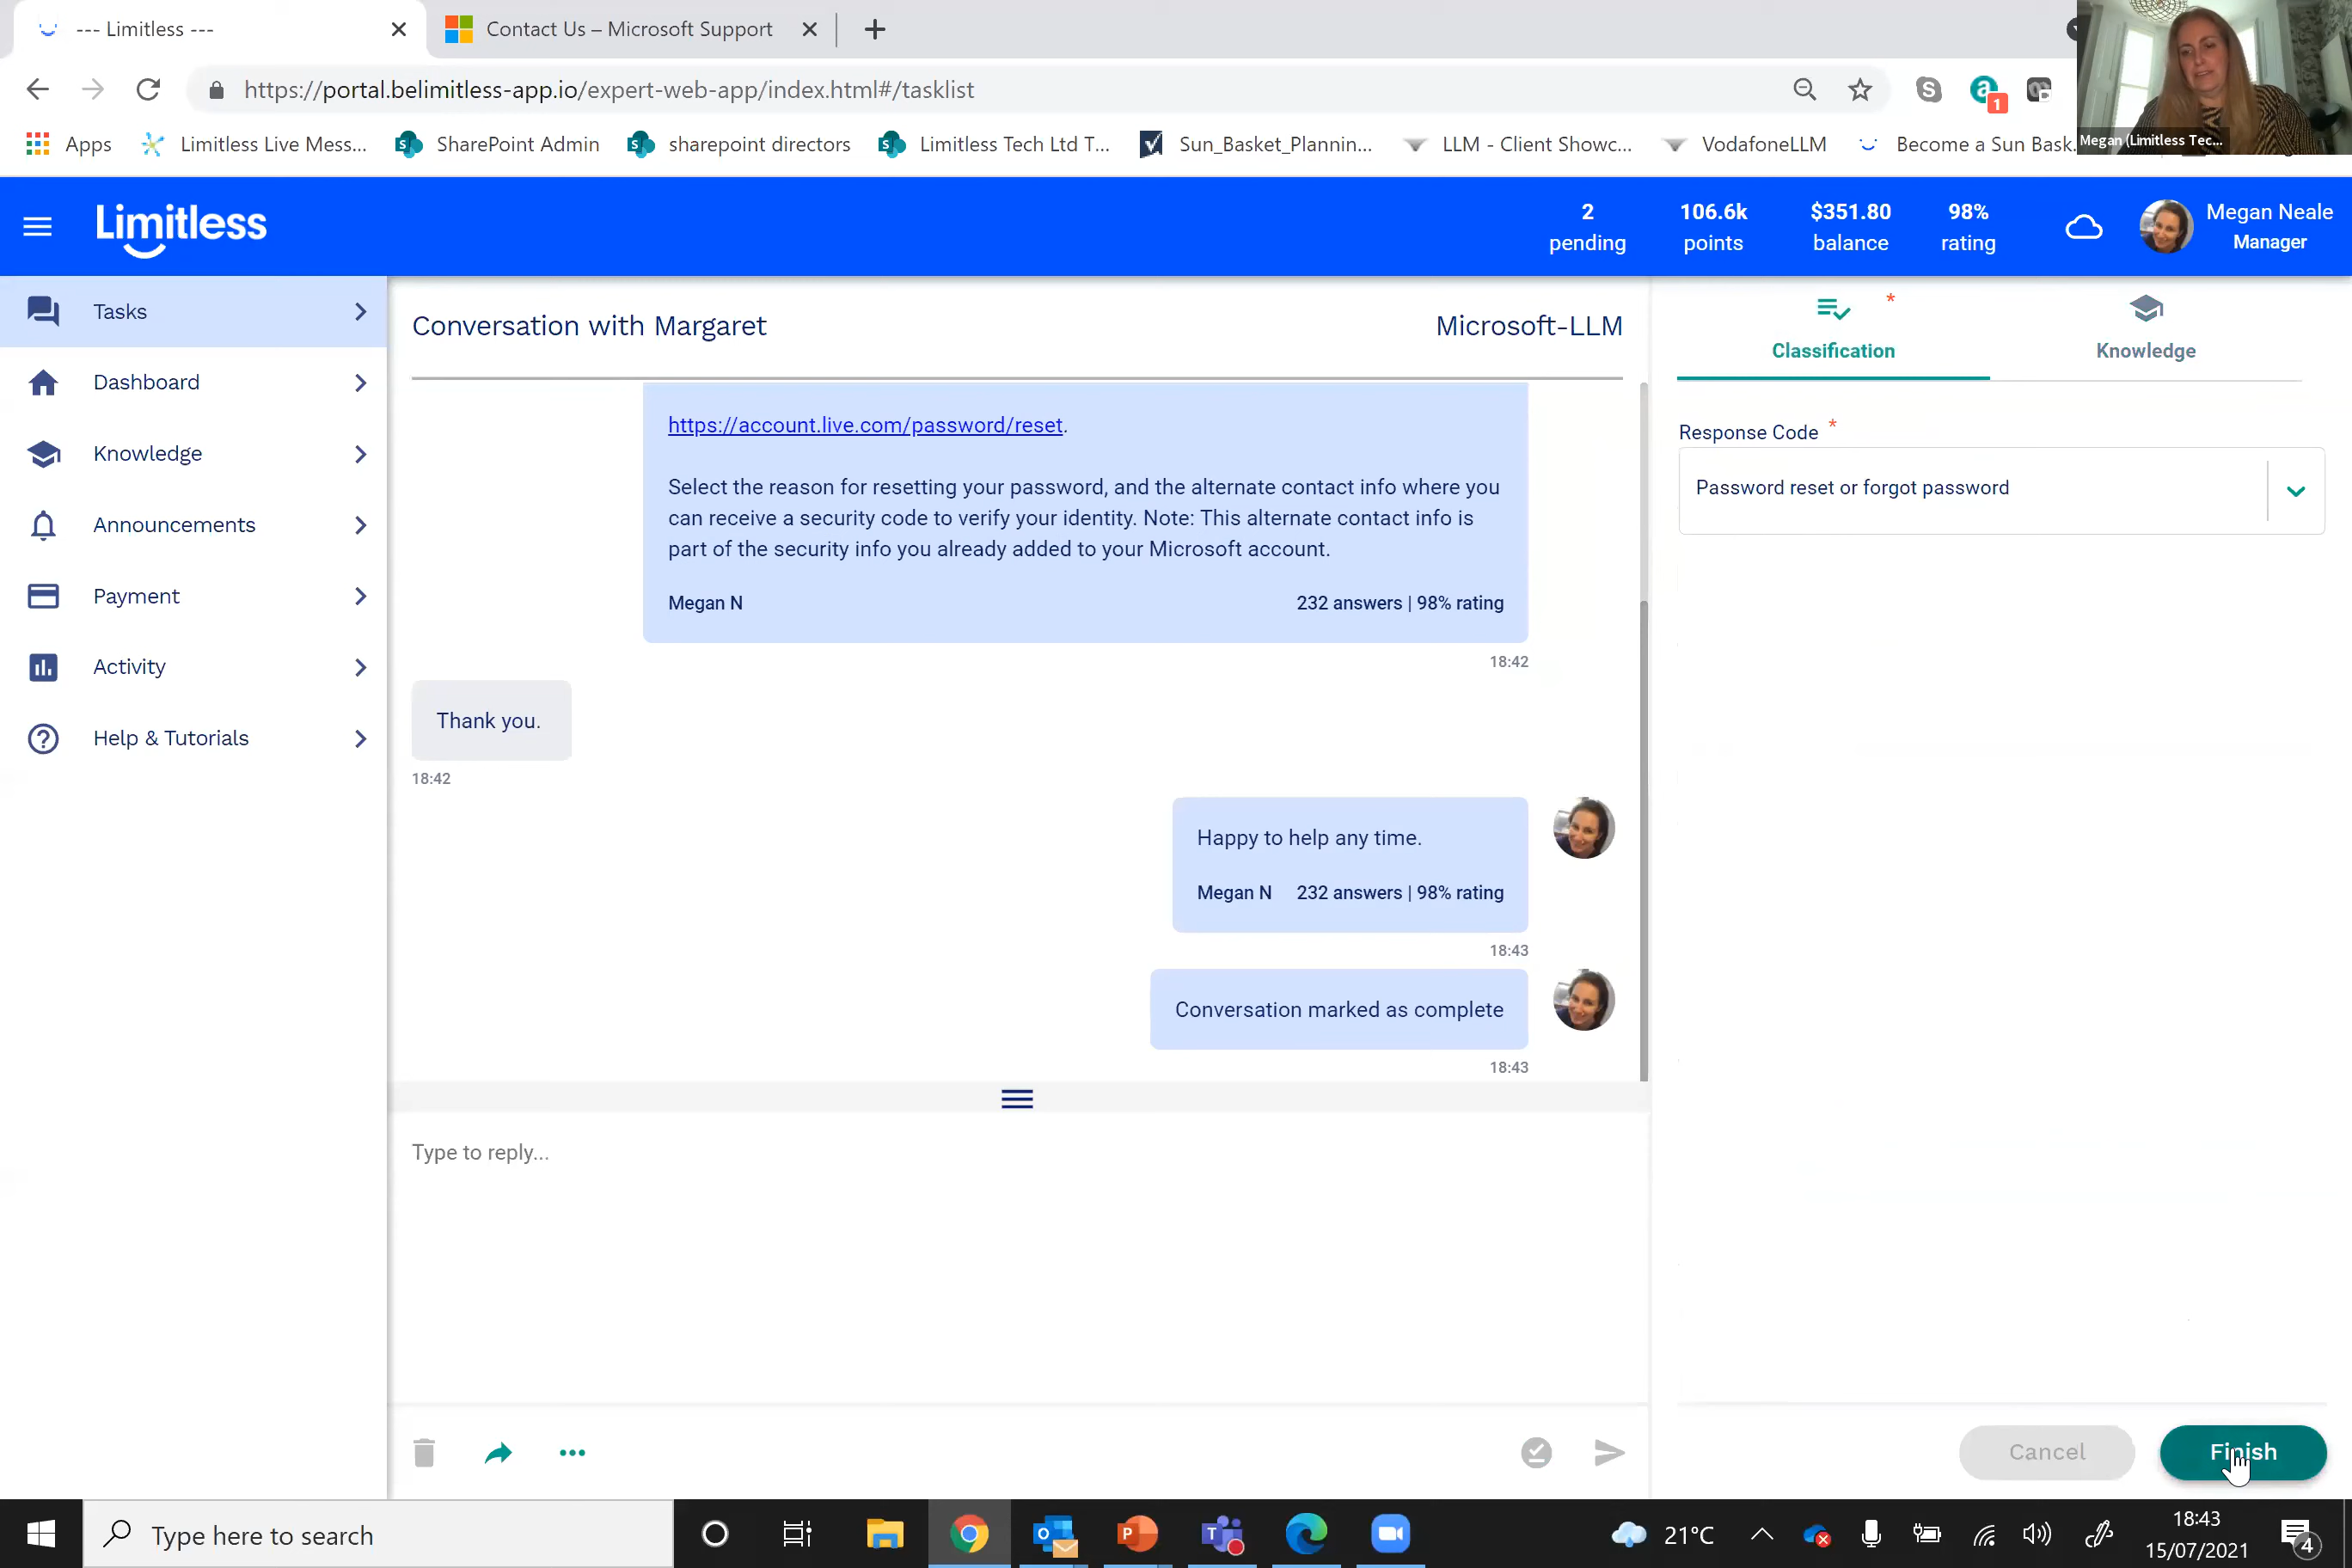 --- Limitless ---
Contact Us – Microsoft Support
https://portal.belimitless-app.io/expert-web-app/index.html#/tasklist
1
Apps
Limitless Live Mess...
SharePoint Admin
sharepoint directors
Limitless Tech Ltd T...
Sun_Basket_Plannin...
LLM - Client Showc...
VodafoneLLM
Become a Sun Bask.
Megan (Limitless Tec...
Limitless
2
pending
106.6k
points
$351.80
balance
98%
rating
Megan Neale
Manager
Tasks
Dashboard
Knowledge
Announcements
Payment
Activity
Help & Tutorials
Conversation with Margaret
Microsoft-LLM
https://account.live.com/password/reset.
Select the reason for resetting your password, and the alternate contact info where you
can receive a security code to verify your identity. Note: This alternate contact info is
part of the security info you already added to your Microsoft account.
Megan N
232 answers | 98% rating
18:42
Thank you.
18:42
Happy to help any time.
Megan N 232 answers | 98% rating
18:43
Conversation marked as complete
18:43
Type to reply...
Classification
*
Knowledge
Response Code *
Password reset or forgot password
Cancel
Finish
Type here to search
21°C
18:43
15/07/2021
4